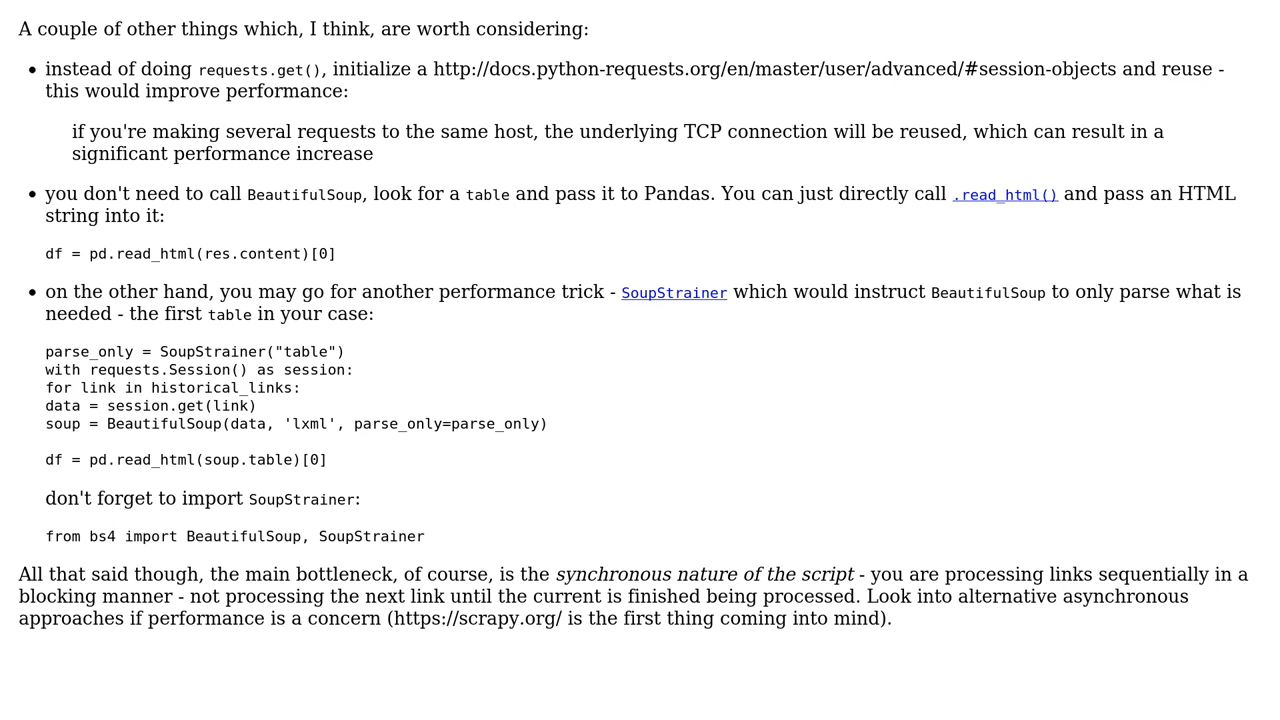 A couple of other things which, I think, are worth considering:
• instead of doing requests.get(), initialize a http://docs.python-requests.org/en/master/user/advanced/#session-objects and reuse -
this would improve performance:
if you're making several requests to the same host, the underlying TCP connection will be reused, which can result in a
significant performance increase
• you don't need to call BeautifulSoup, look for a table and pass it to Pandas. You can just directly call .read_html() and pass an HTML
string into it:
df = pd.read_html(res.content)[0]
• on the other hand, you may go for another performance trick - SoupStrainer which would instruct BeautifulSoup to only parse what is
needed - the first table in your case:
parse_only = SoupStrainer("table")
with requests.Session() as session:
for link in historical_links:
data = session.get(link)
soup = BeautifulSoup(data, 'lxml', parse_only=parse_only)
df = pd.read_html(soup.table)[0]
don't forget to import SoupStrainer:
from bs4 import BeautifulSoup, SoupStrainer
All that said though, the main bottleneck, of course, is the synchronous nature of the script - you are processing links sequentially in a
blocking manner - not processing the next link until the current is finished being processed. Look into alternative asynchronous
approaches if performance is a concern (https://scrapy.org/ is the first thing coming into mind).